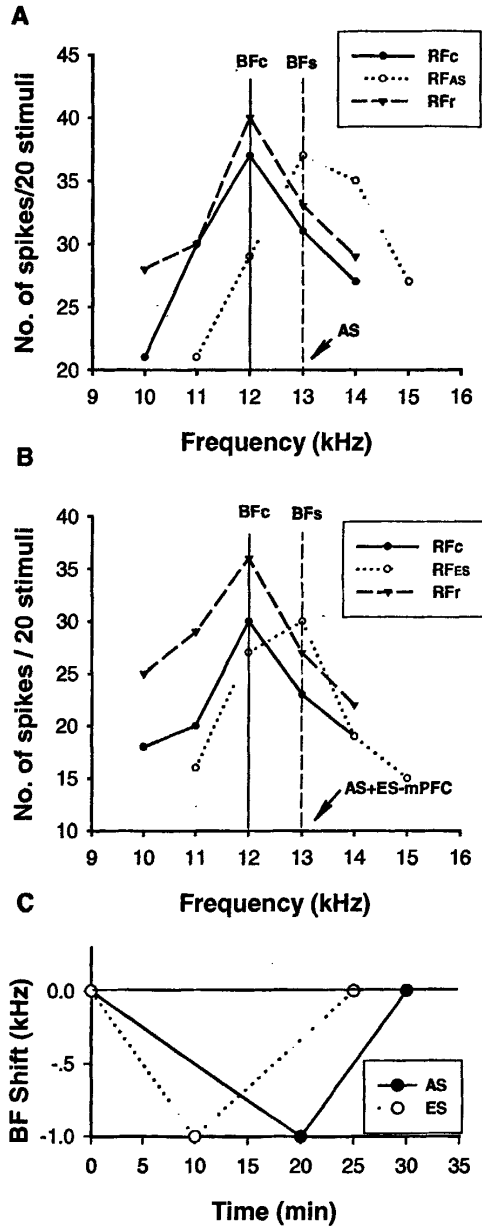 A
No. of spikes/20 stimuli
45
40
35
30
25
20
BFc
BFs
RFc
RFAS
RFr
AS
9 10 11 12 13 14 15 16
Frequency (kHz)
B
No. of spikes / 20 stimuli
40
35
30
25
20
15
10
BFc
BFs
RFc
RFES
RFr
AS+ES-mPFC
9 10 11 12 13 14 15 16
Frequency (kHz)
C
BF Shift (kHz)
0.0
-.5
-1.0
AS
ES
0 5 10 15 20 25 30 35
Time (min)